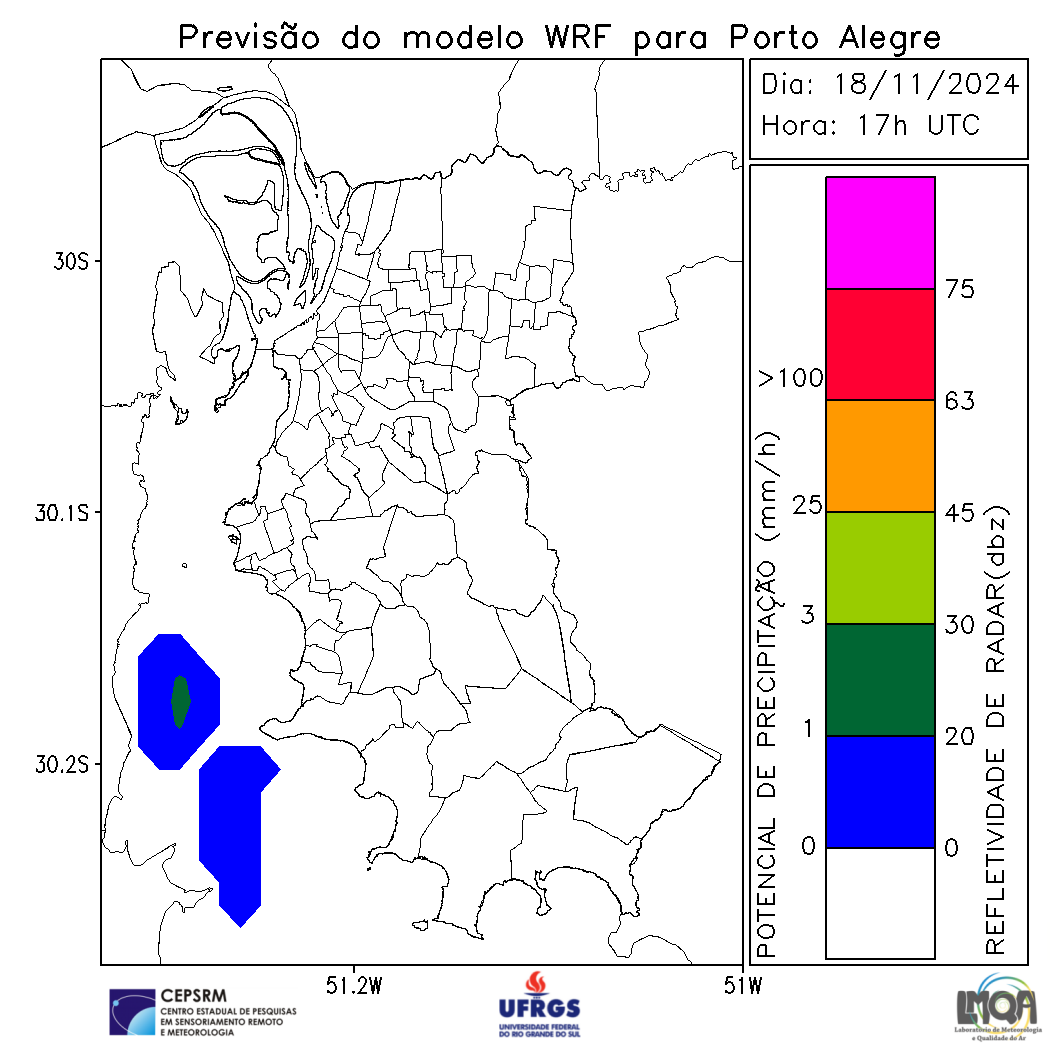 Previsão do modelo WRF para Porto Alegre
Dia: 18/11/2024
Hora: 17h UTC
30S
30.1S
30.2S
51.2W
51W
POTENCIAL DE PRECIPITAÇÃO (mm/h)
>100
25
3
1
0
75
63
45
30
20
0
REFLETIVIDADE DE RADAR(dbz)
CEPSRM
CENTRO ESTADUAL DE PESQUISAS
EM SENSORIAMENTO REMOTO
E METEOROLOGIA
UFRGS
UNIVERSIDADE FEDERAL
DO RIO GRANDE DO SUL
LMQA
Laboratório de Meteorologia
e Qualidade do Ar